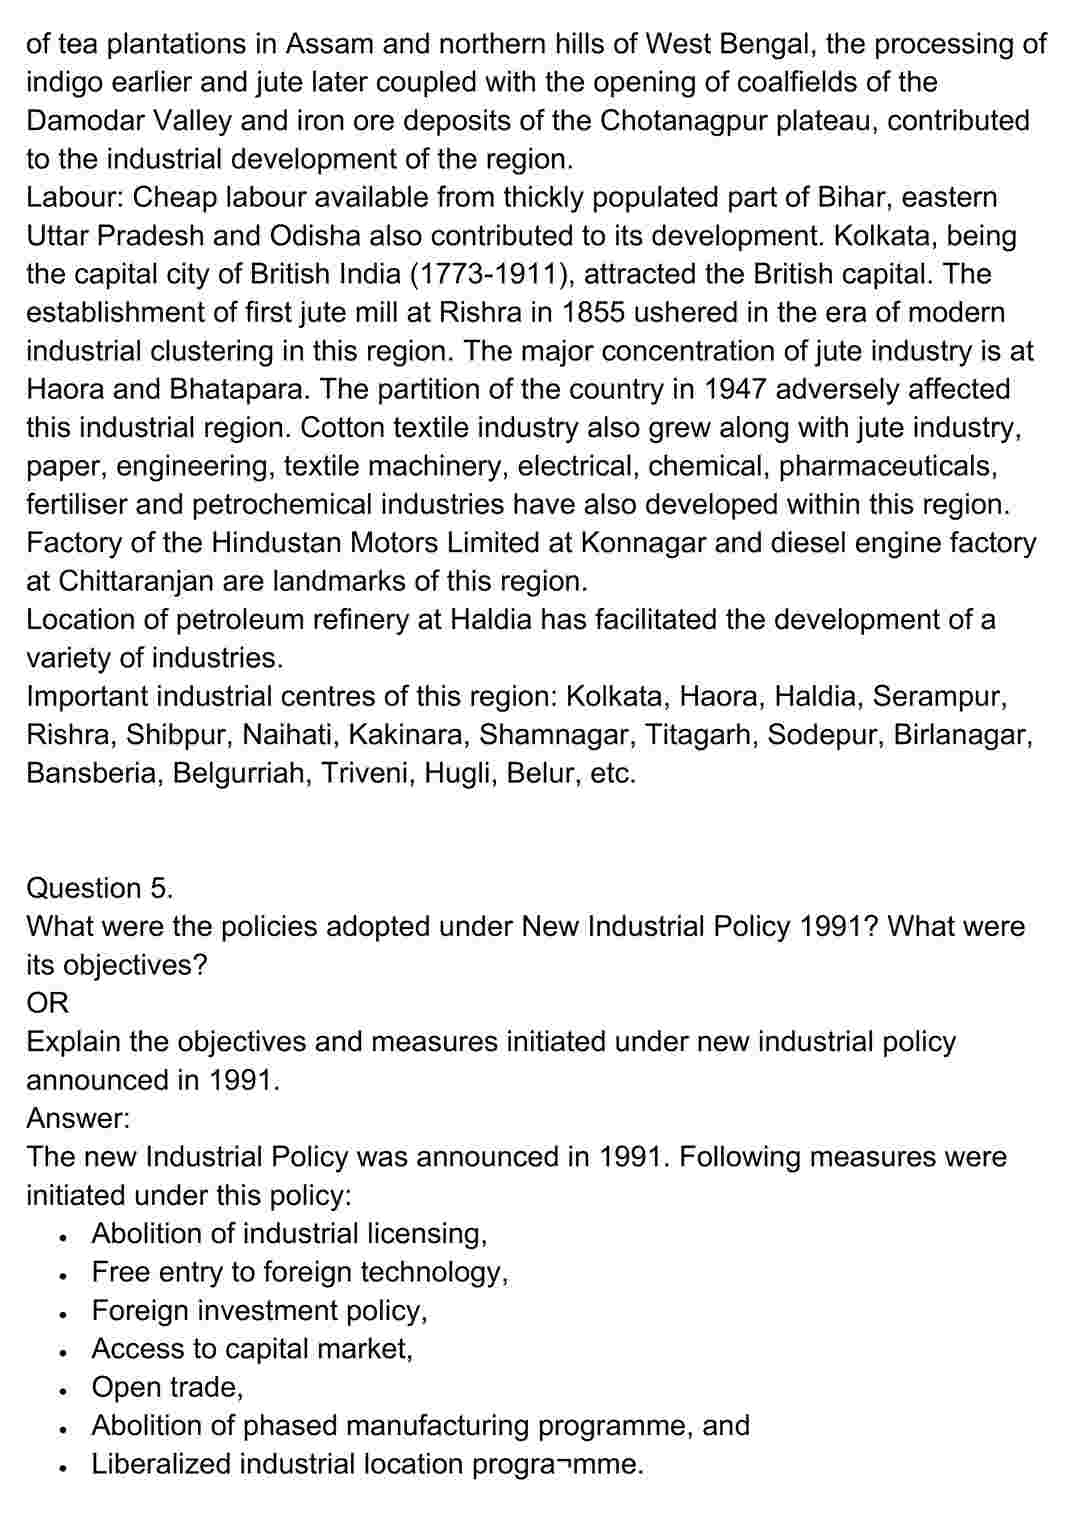 of tea plantations in Assam and northern hills of West Bengal, the processing of
indigo earlier and jute later coupled with the opening of coalfields of the
Damodar Valley and iron ore deposits of the Chotanagpur plateau, contributed
to the industrial development of the region.
Labour: Cheap labour available from thickly populated part of Bihar, eastern
Uttar Pradesh and Odisha also contributed to its development. Kolkata, being
the capital city of British India (1773-1911), attracted the British capital. The
establishment of first jute mill at Rishra in 1855 ushered in the era of modern
industrial clustering in this region. The major concentration of jute industry is at
Haora and Bhatapara. The partition of the country in 1947 adversely affected
this industrial region. Cotton textile industry also grew along with jute industry,
paper, engineering, textile machinery, electrical, chemical, pharmaceuticals,
fertiliser and petrochemical industries have also developed within this region.
Factory of the Hindustan Motors Limited at Konnagar and diesel engine factory
at Chittaranjan are landmarks of this region.
Location of petroleum refinery at Haldia has facilitated the development of a
variety of industries.
Important industrial centres of this region: Kolkata, Haora, Haldia, Serampur,
Rishra, Shibpur, Naihati, Kakinara, Shamnagar, Titagarh, Sodepur, Birlanagar,
Bansberia, Belgurriah, Triveni, Hugli, Belur, etc.
Question 5.
What were the policies adopted under New Industrial Policy 1991? What were
its objectives?
OR
Explain the objectives and measures initiated under new industrial policy
announced in 1991.
Answer:
The new Industrial Policy was announced in 1991. Following measures were
initiated under this policy:
• Abolition of industrial licensing,
• Free entry to foreign technology,
• Foreign investment policy,
• Access to capital market,
• Open trade,
• Abolition of phased manufacturing programme, and
• Liberalized industrial location progra¬mme.